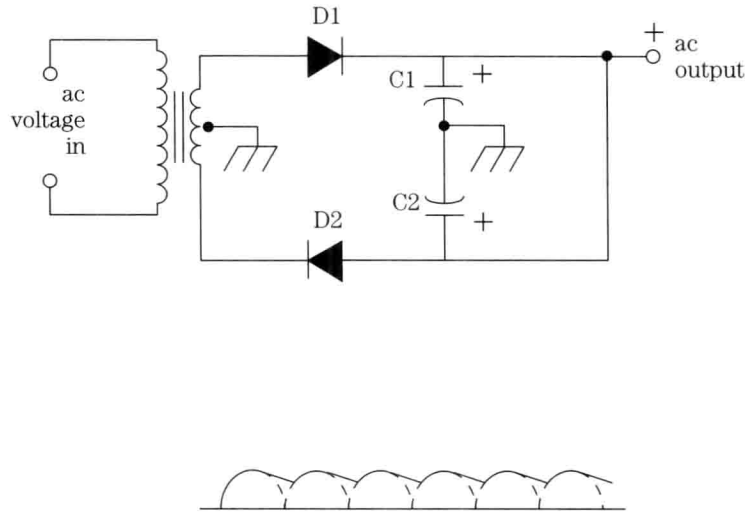 D1
+
ac
output
C1
+
ac
voltage
in
C2
+
D2